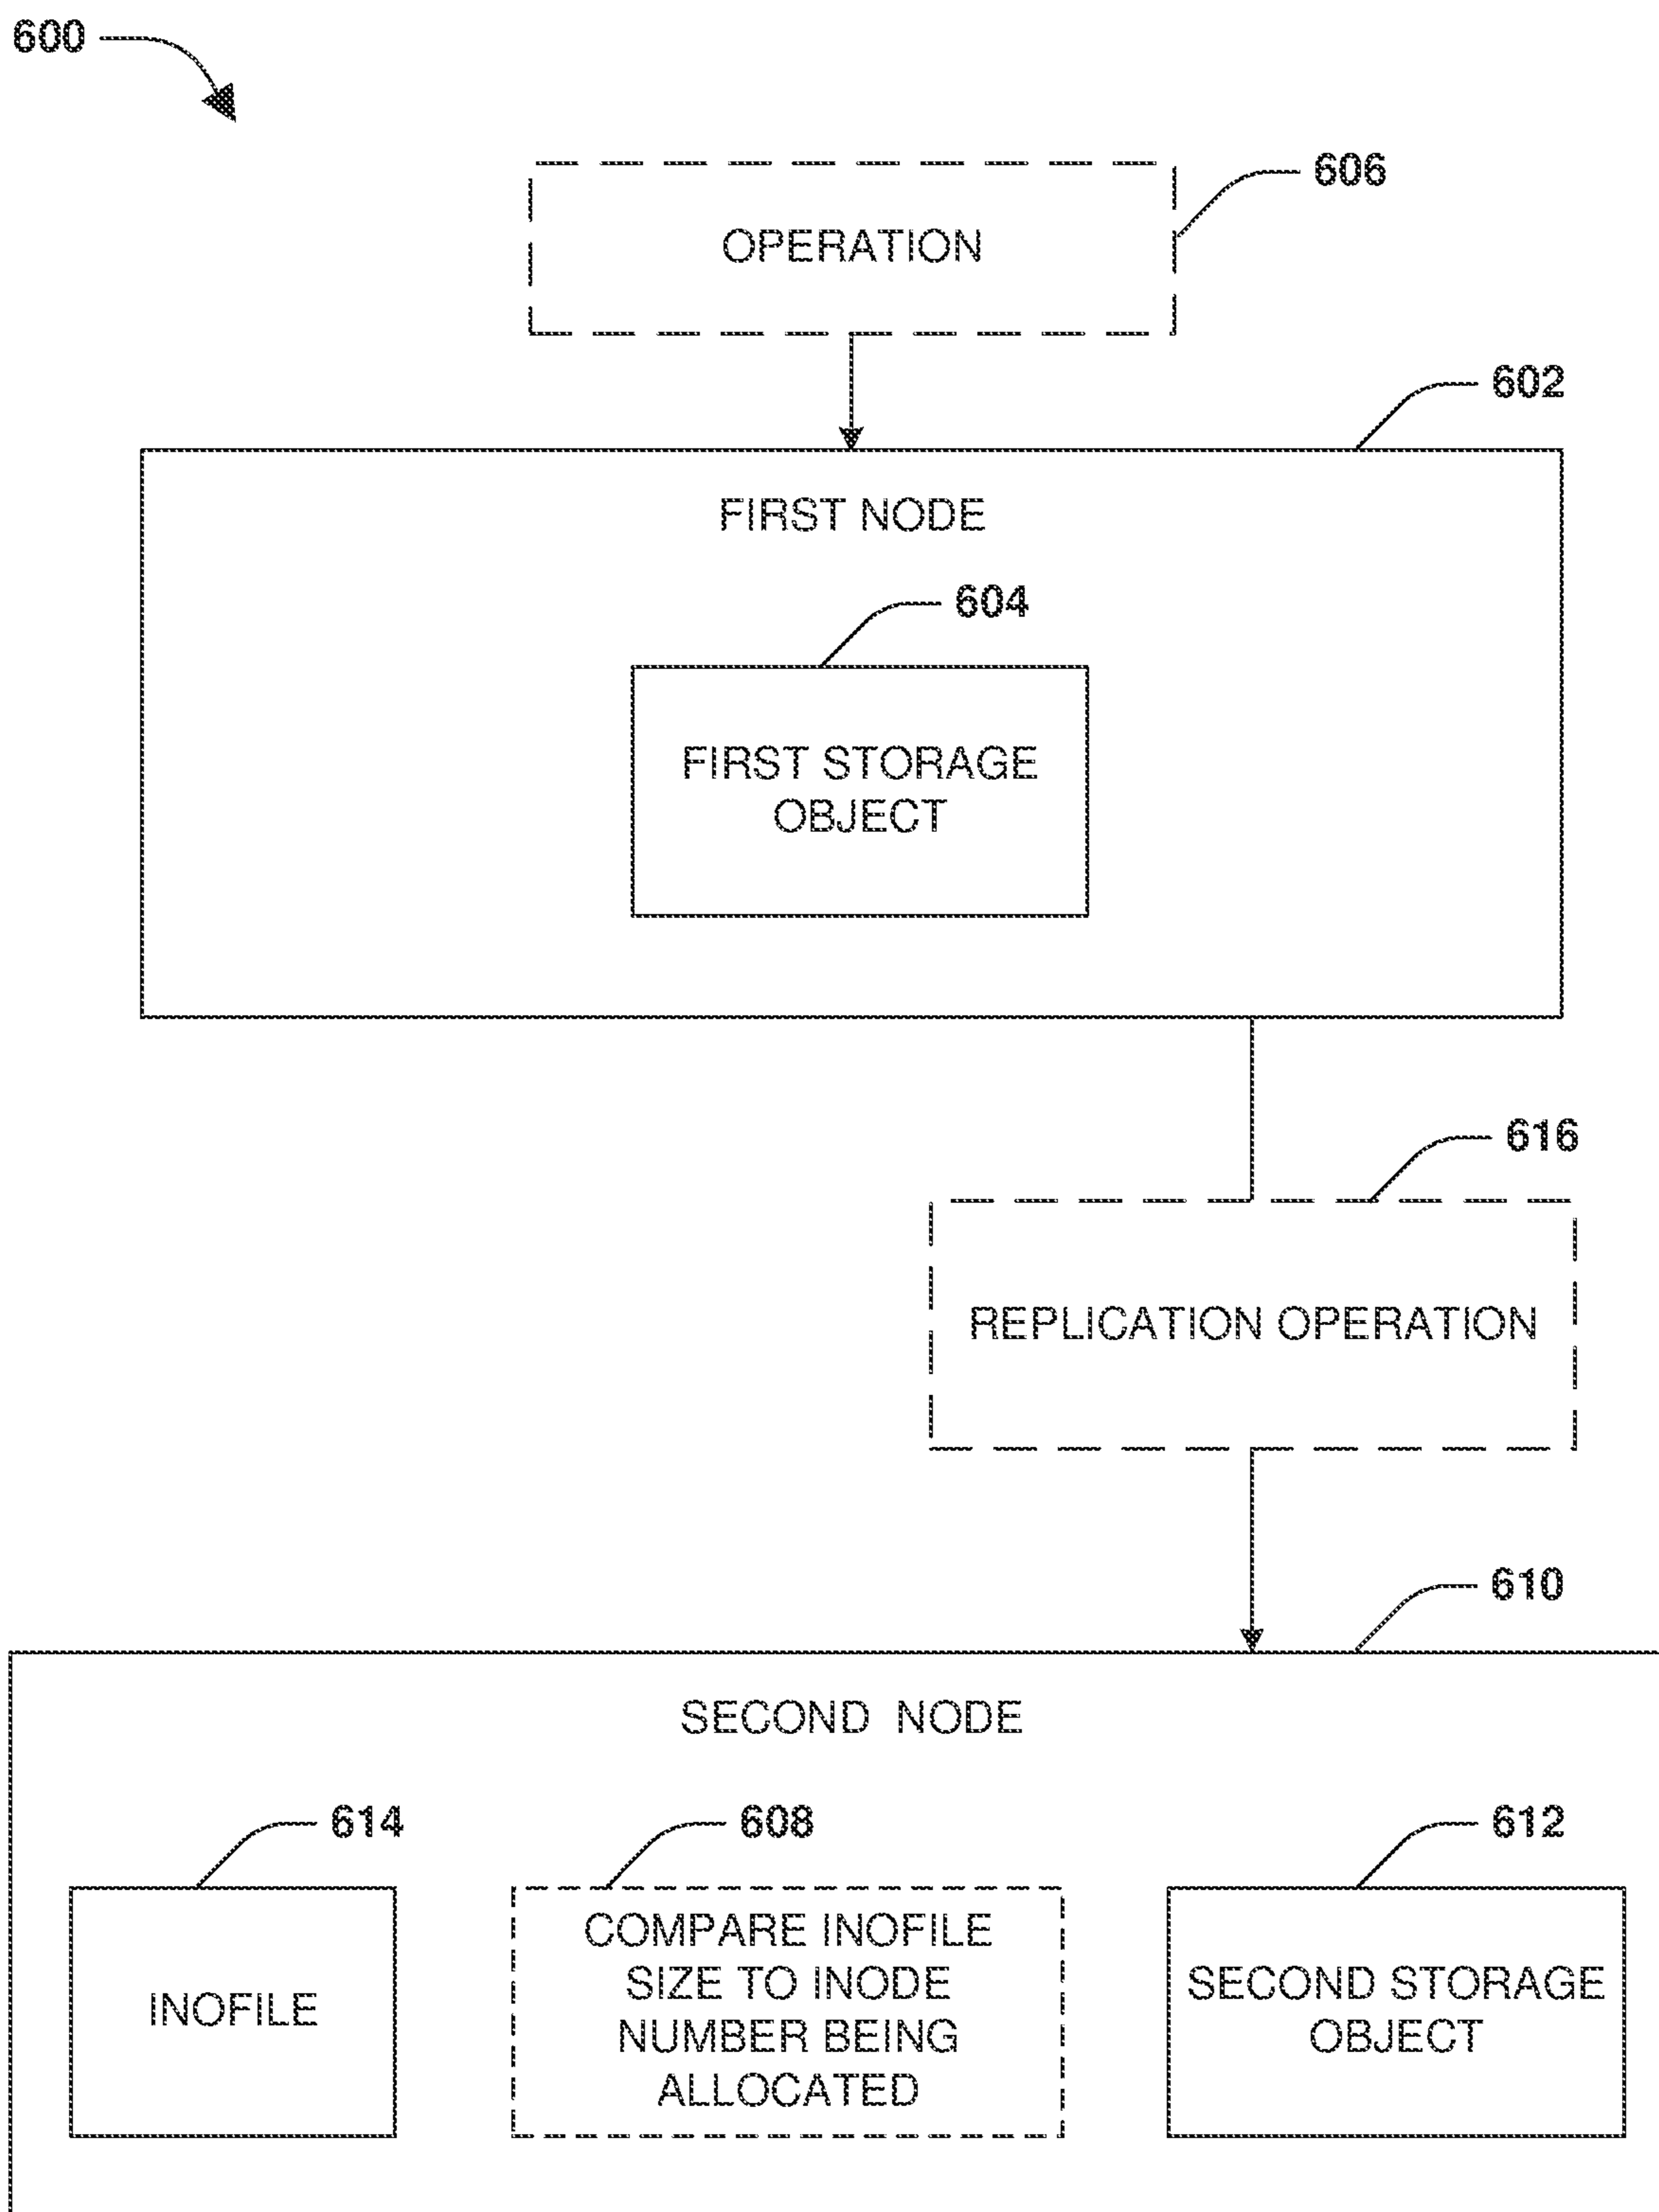 600
606
OPERATION
602
FIRST NODE
604
FIRST STORAGE
OBJECT
616
REPLICATION OPERATION
610
SECOND NODE
614
608
612
INOFILE
COMPARE INOFILE
SIZE TO INODE
NUMBER BEING
ALLOCATED
SECOND STORAGE
OBJECT